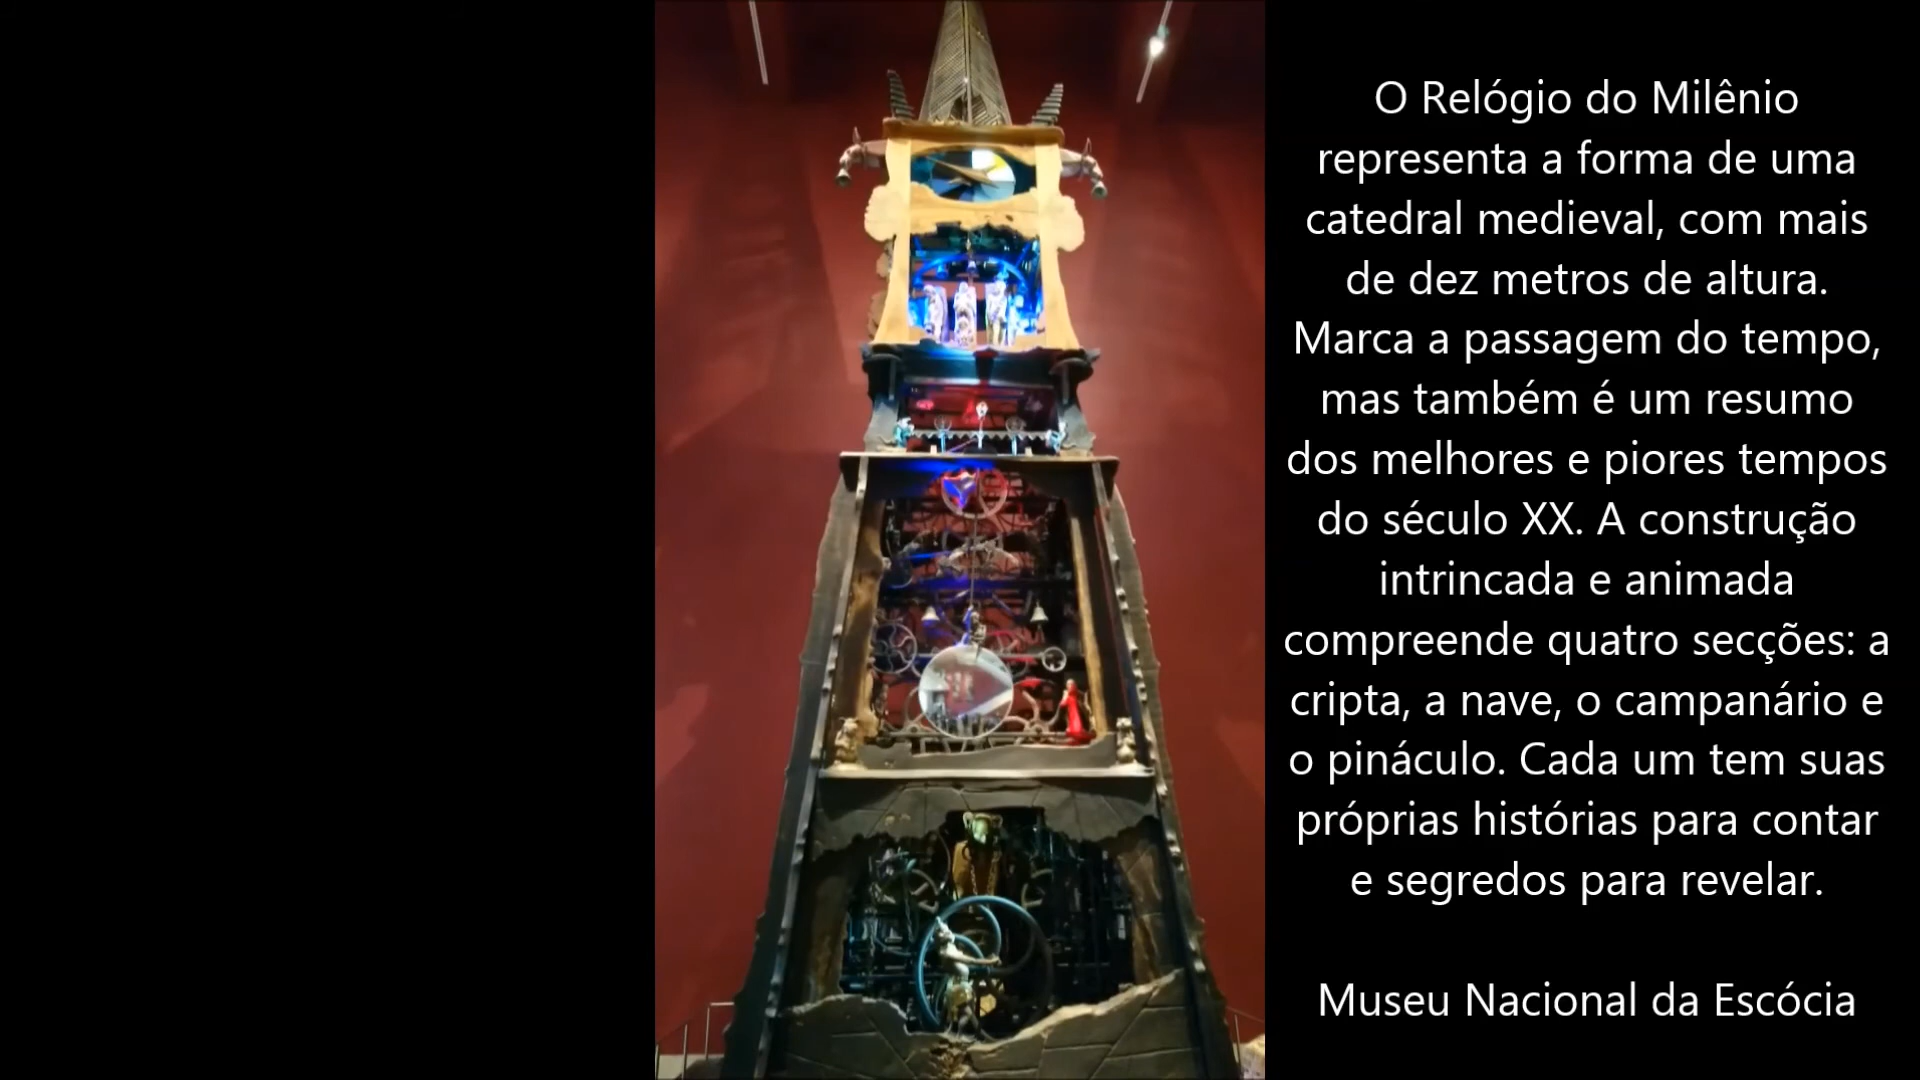 O Relógio do Milênio
representa a forma de uma
catedral medieval, com mais
de dez metros de altura.
Marca a passagem do tempo,
mas também é um resumo
dos melhores e piores tempos
do século XX. A construção
intrincada e animada
compreende quatro secções: a
cripta, a nave, o campanário e
o pináculo. Cada um tem suas
próprias histórias para contar
e segredos para revelar.
Museu Nacional da Escócia